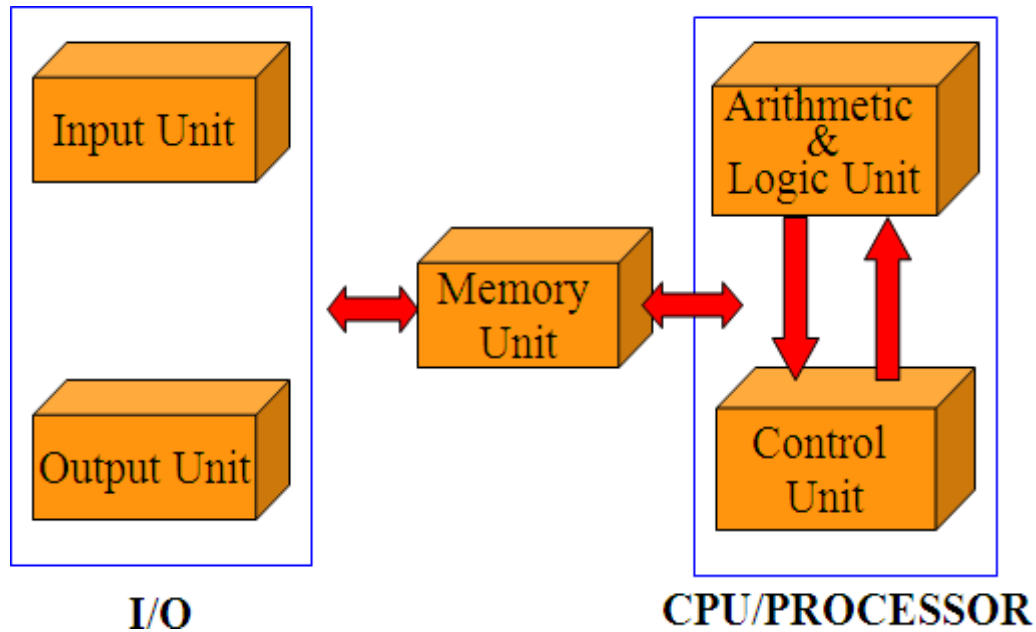 Input Unit
Output Unit
I/O
Memory
Unit
Arithmetic
&
Logic Unit
Control
Unit
CPU/PROCESSOR